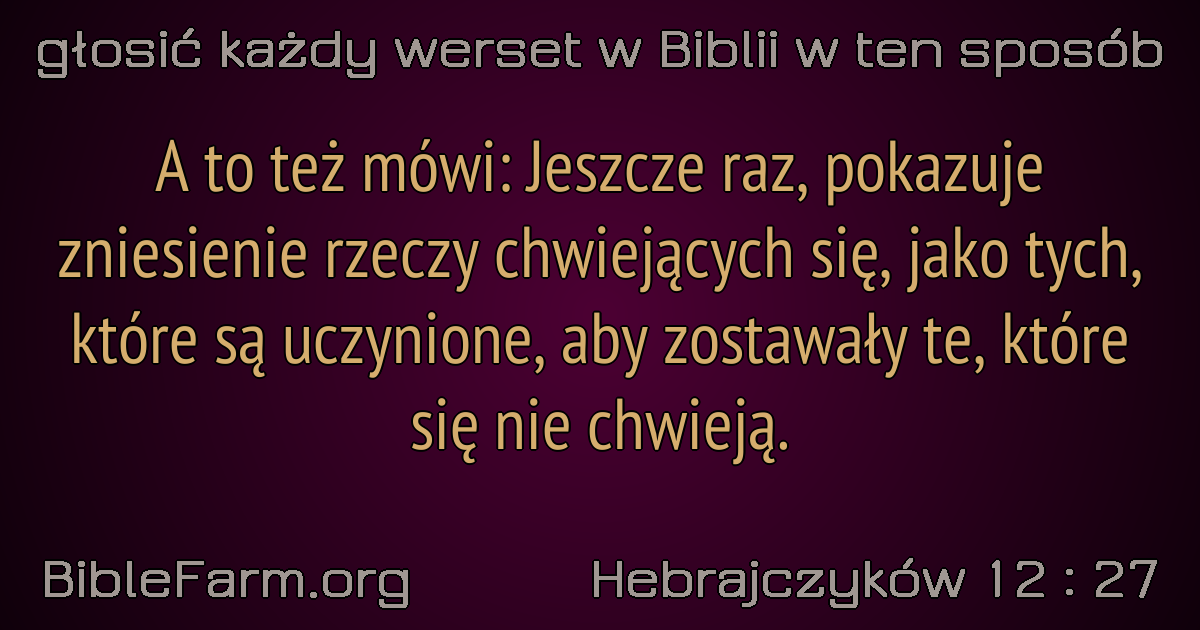 głosić każdy werset w Biblii w ten sposób
A to też mówi: Jeszcze raz, pokazuje
zniesienie rzeczy chwiejących się, jako tych,
które są uczynione, aby zostawały te, które
się nie chwieją.
BibleFarm.org
Hebrajczyków 12 : 27